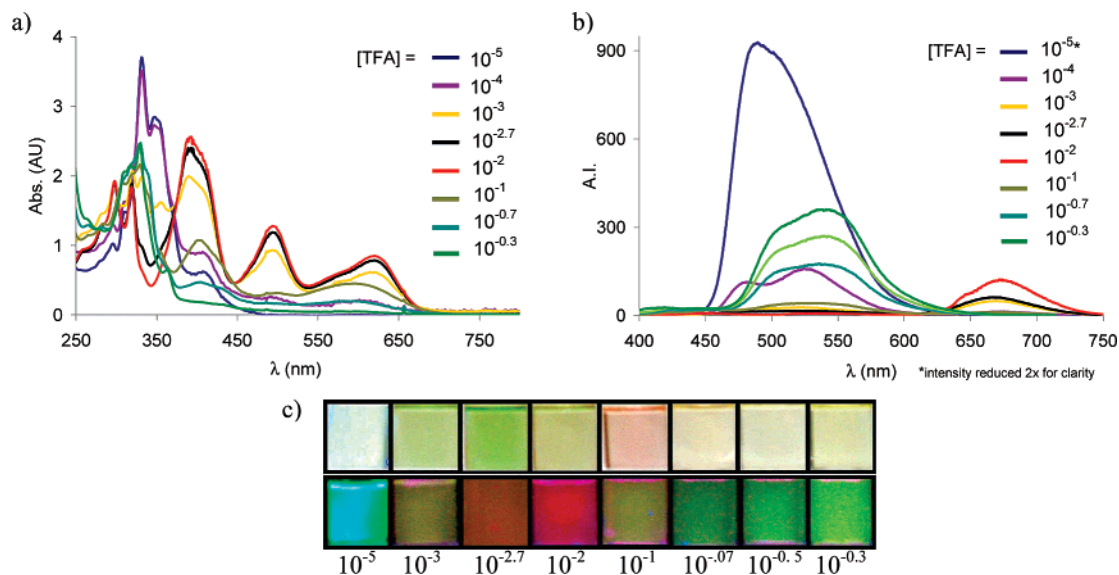 a)
Abs. (AU)
4
3
2
1
0
250 350 450 550 650 750
λ (nm)
[TFA] =
10-5
10-4
10-3
10-2.7
10-2
10-1
10-0.7
10-0.3
b)
A.I.
900
600
300
0
400 450 500 550 600 650 700 750
λ (nm)
*intensity reduced 2x for clarity
[TFA] =
10-5*
10-4
10-3
10-2.7
10-2
10-1
10-0.7
10-0.3
c)
10-5 10-3 10-2.7 10-2 10-1 10-.07 10-0.5 10-0.3